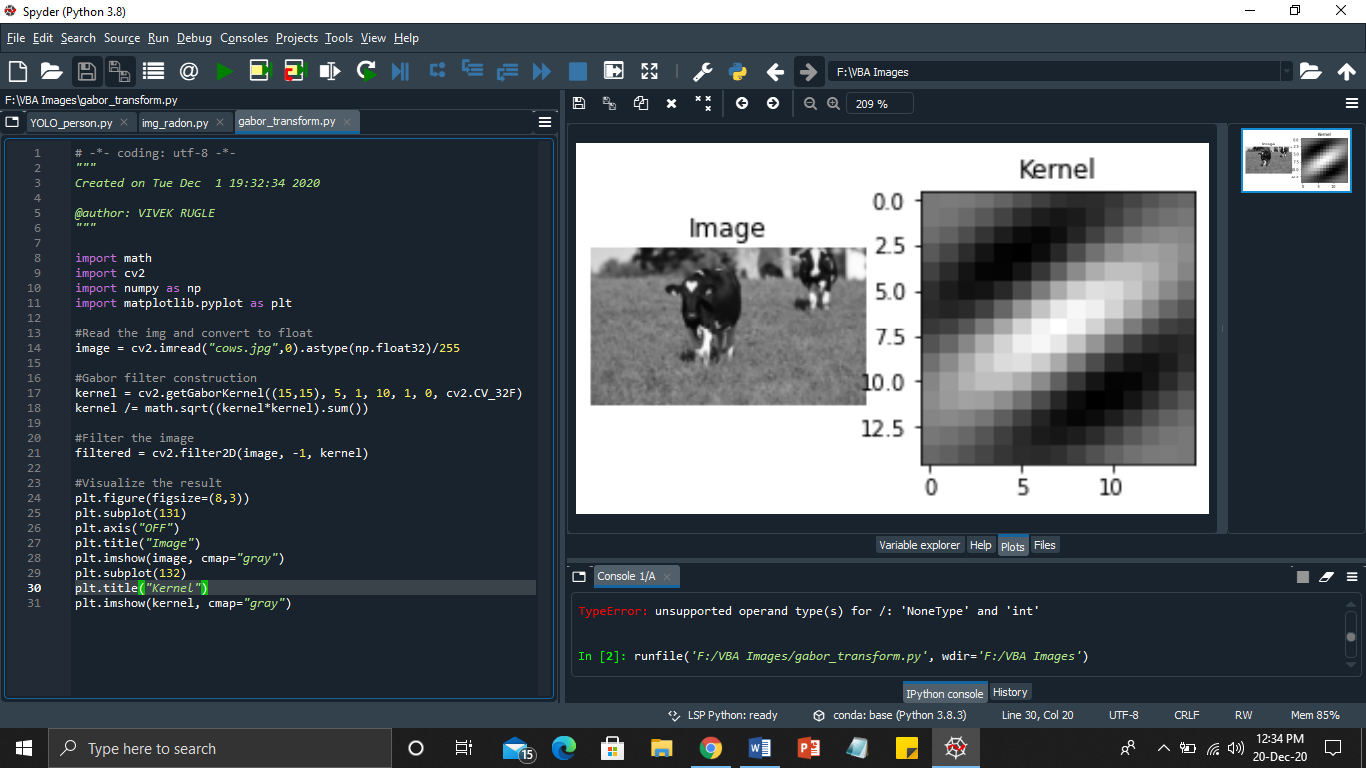 Spyder (Python 3.8)
File Edit Search Source Run Debug Consoles Projects Tools View Help
F:\VBA Images
F:\VBA Images\gabor_transform.py
YOLO_person.py
img_radon.py
gabor_transform.py
209 %
1 # -*- coding: utf-8 -*-
2 """
3 Created on Tue Dec  1 19:32:34 2020
4
5 @author: VIVEK RUGLE
6 """
7
8 import math
9 import cv2
10 import numpy as np
11 import matplotlib.pyplot as plt
12
13 #Read the img and convert to float
14 image = cv2.imread("cows.jpg",0).astype(np.float32)/255
15
16 #Gabor filter construction
17 kernel = cv2.getGaborKernel((15,15), 5, 1, 10, 1, 0, cv2.CV_32F)
18 kernel /= math.sqrt((kernel*kernel).sum())
19
20 #Filter the image
21 filtered = cv2.filter2D(image, -1, kernel)
22
23 #Visualize the result
24 plt.figure(figsize=(8,3))
25 plt.subplot(131)
26 plt.axis("OFF")
27 plt.title("Image")
28 plt.imshow(image, cmap="gray")
29 plt.subplot(132)
30 plt.title("Kernel")
31 plt.imshow(kernel, cmap="gray")
Image
Kernel
0.0
2.5
5.0
7.5
10.0
12.5
0 5 10
Variable explorer Help Plots Files
Console 1/A
TypeError: unsupported operand type(s) for /: 'NoneType' and 'int'
In [2]: runfile('F:/VBA Images/gabor_transform.py', wdir='F:/VBA Images')
IPython console History
LSP Python: ready conda: base (Python 3.8.3) Line 30, Col 20 UTF-8 CRLF RW Mem 85%
Type here to search
15
12:34 PM
20-Dec-20